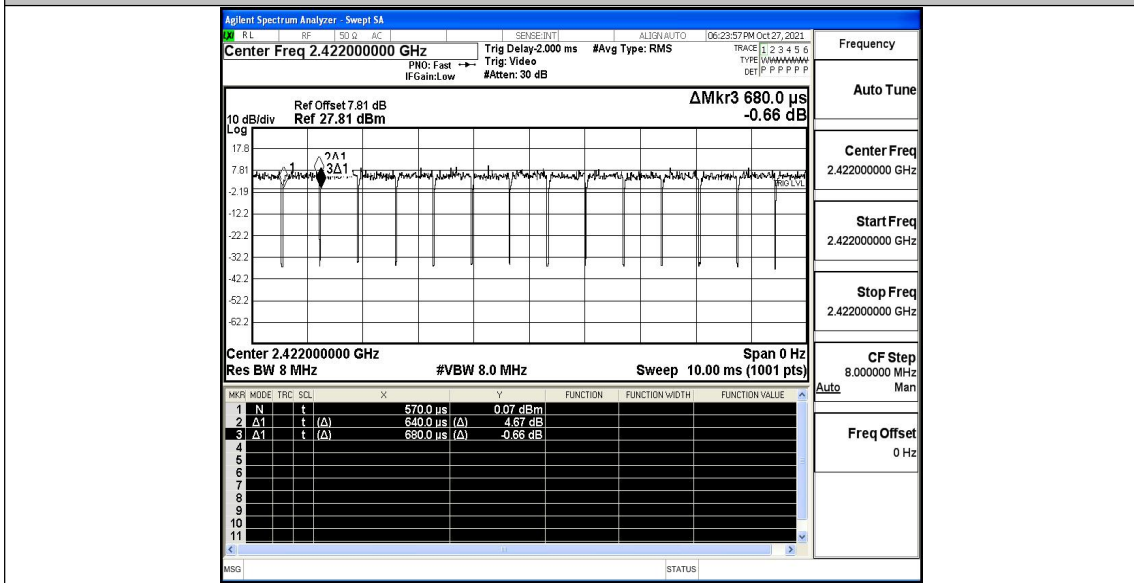 Agilent Spectrum Analyzer - Swept SA
RL RF 50 Ω AC SENSE:INT ALIGN AUTO 06:23:57 PM Oct 27, 2021
Center Freq 2.422000000 GHz
PNO: Fast
IFGain:Low
Trig Delay-2.000 ms
Trig: Video
#Atten: 30 dB
#Avg Type: RMS
TRACE 1 2 3 4 5 6
TYPE
DET P P P P P P
ΔMkr3 680.0 µs
-0.66 dB
Ref Offset 7.81 dB
10 dB/div Ref 27.81 dBm
Log
17.8
7.81
-2.19
-12.2
-22.2
-32.2
-42.2
-52.2
-62.2
1
2Δ1
3Δ1
TRIG LVL
Center 2.422000000 GHz Span 0 Hz
Res BW 8 MHz #VBW 8.0 MHz Sweep 10.00 ms (1001 pts)
MKR MODE TRC SCL X Y FUNCTION FUNCTION WIDTH FUNCTION VALUE
1 N t 570.0 µs 0.07 dBm
2 Δ1 t (Δ) 640.0 µs (Δ) 4.67 dB
3 Δ1 t (Δ) 680.0 µs (Δ) -0.66 dB
4
5
6
7
8
9
10
11
MSG STATUS
Frequency
Auto Tune
Center Freq
2.422000000 GHz
Start Freq
2.422000000 GHz
Stop Freq
2.422000000 GHz
CF Step
8.000000 MHz
Auto Man
Freq Offset
0 Hz